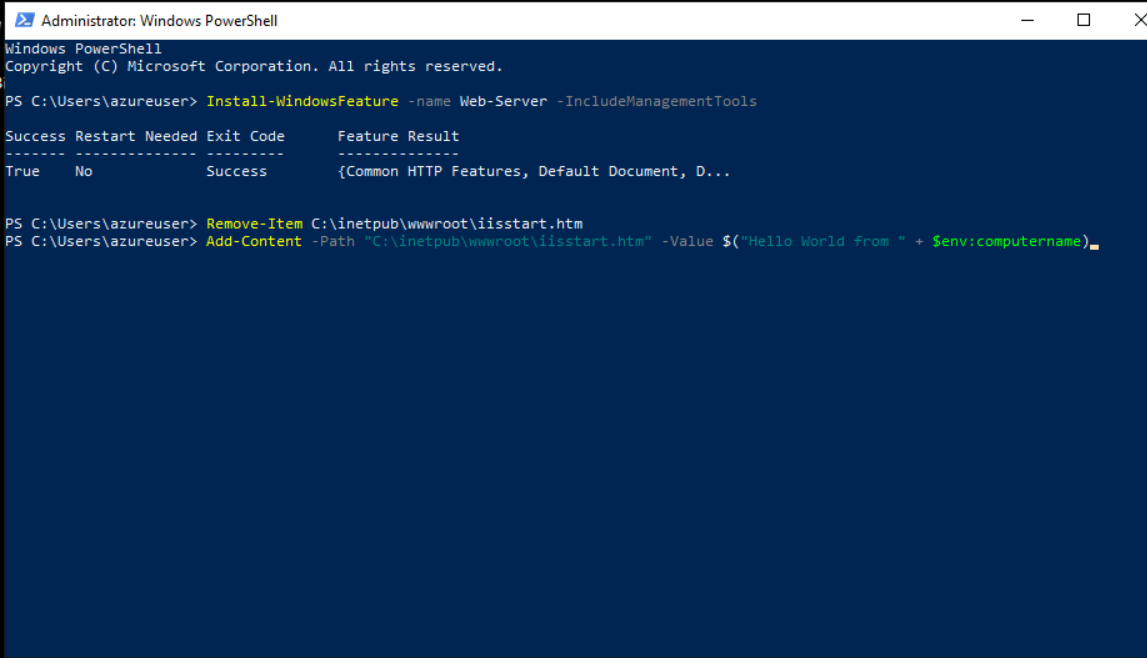 Administrator: Windows PowerShell
Windows PowerShell
Copyright (C) Microsoft Corporation. All rights reserved.
PS C:\Users\azureuser> Install-WindowsFeature -name Web-Server -IncludeManagementTools
Success Restart Needed Exit Code      Feature Result
------- -------------- ---------      --------------
True    No             Success        {Common HTTP Features, Default Document, D...
PS C:\Users\azureuser> Remove-Item C:\inetpub\wwwroot\iisstart.htm
PS C:\Users\azureuser> Add-Content -Path "C:\inetpub\wwwroot\iisstart.htm" -Value $("Hello World from " + $env:computername)